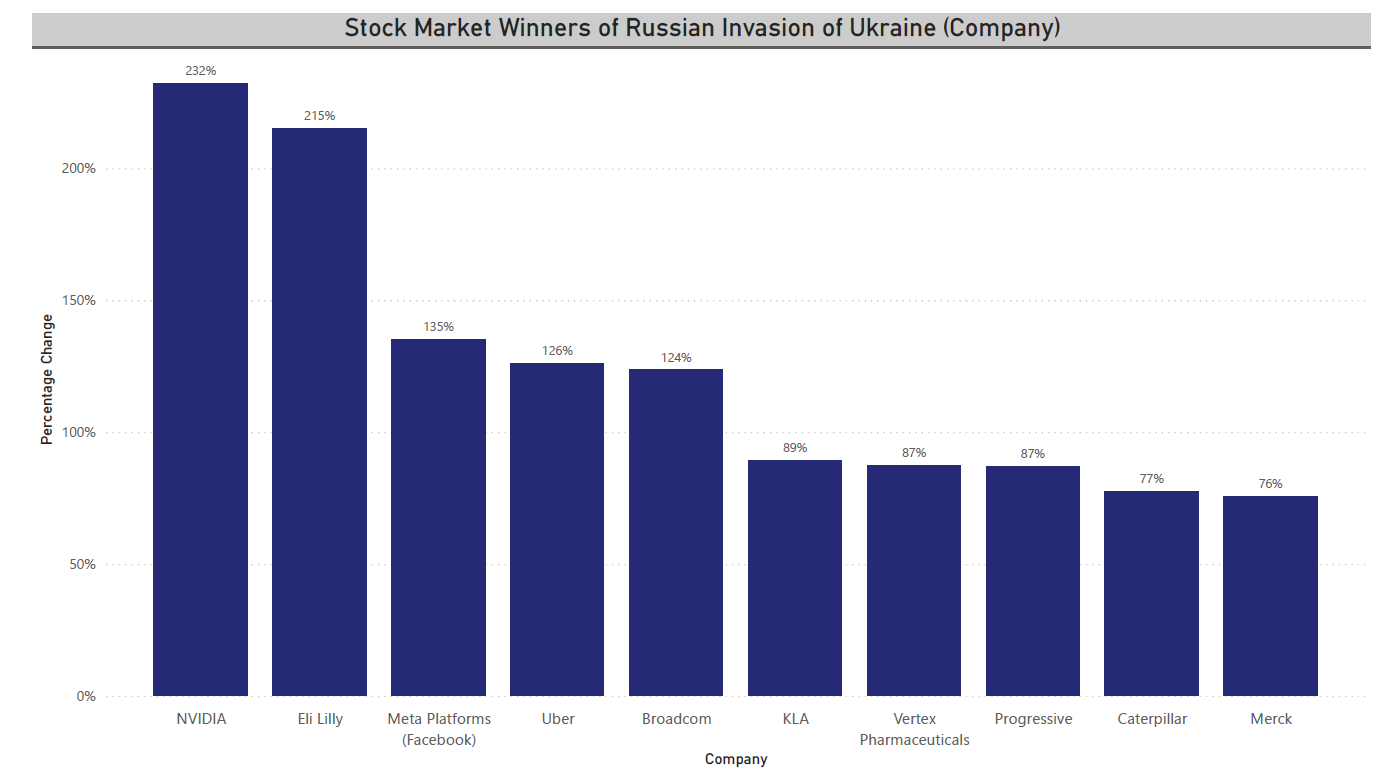 Stock Market Winners of Russian Invasion of Ukraine (Company)
232%
215%
200%
150%
135%
126%
124%
Percentage Change
100%
89%
87%
87%
77%
76%
50%
0%
NVIDIA
Eli Lilly
Meta Platforms
(Facebook)
Uber
Broadcom
KLA
Vertex
Pharmaceuticals
Progressive
Caterpillar
Merck
Company